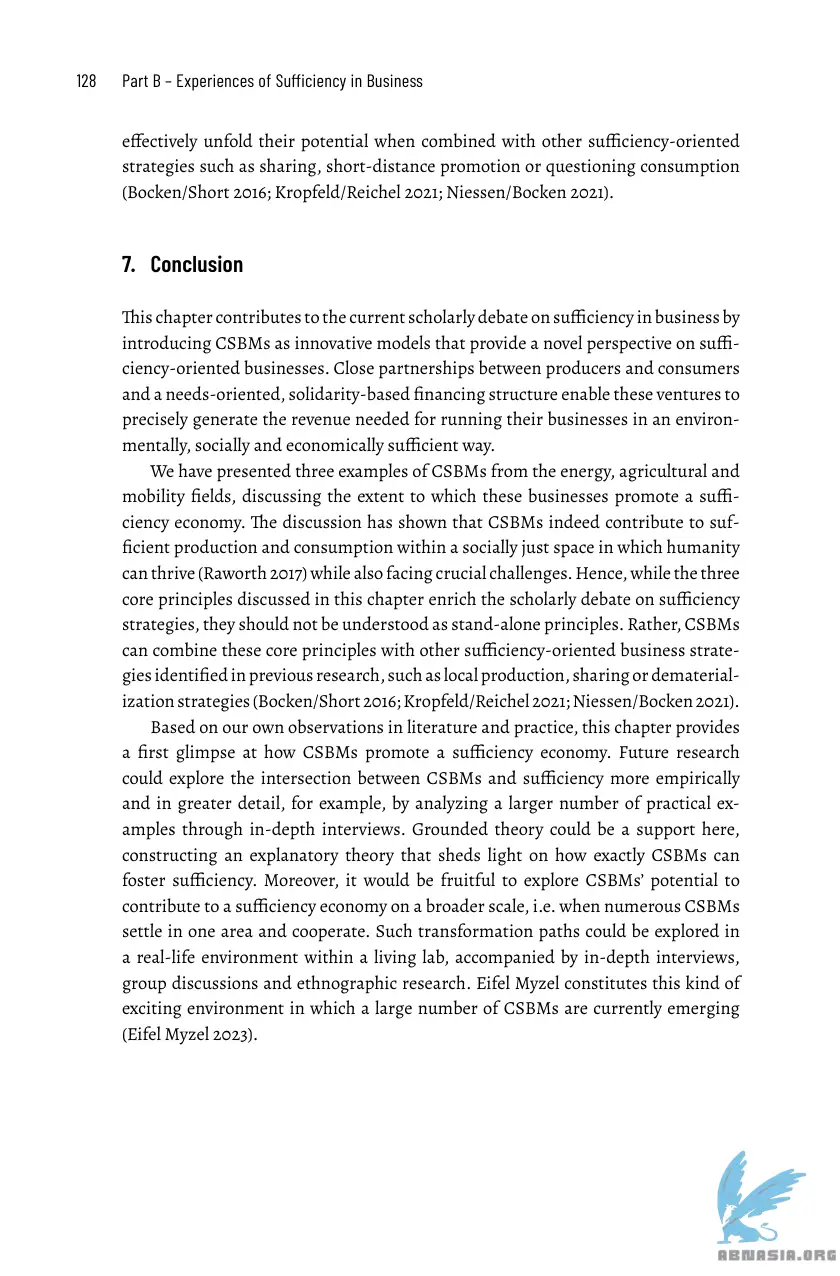 128 Part B – Experiences of Sufficiency in Business
effectively unfold their potential when combined with other sufficiency-oriented
strategies such as sharing, short-distance promotion or questioning consumption
(Bocken/Short 2016; Kropfeld/Reichel 2021; Niessen/Bocken 2021).
7. Conclusion
This chapter contributes to the current scholarly debate on sufficiency in business by
introducing CSBMs as innovative models that provide a novel perspective on suffi-
ciency-oriented businesses. Close partnerships between producers and consumers
and a needs-oriented, solidarity-based financing structure enable these ventures to
precisely generate the revenue needed for running their businesses in an environ-
mentally, socially and economically sufficient way.
We have presented three examples of CSBMs from the energy, agricultural and
mobility fields, discussing the extent to which these businesses promote a suffi-
ciency economy. The discussion has shown that CSBMs indeed contribute to suf-
ficient production and consumption within a socially just space in which humanity
can thrive (Raworth 2017) while also facing crucial challenges. Hence, while the three
core principles discussed in this chapter enrich the scholarly debate on sufficiency
strategies, they should not be understood as stand-alone principles. Rather, CSBMs
can combine these core principles with other sufficiency-oriented business strate-
gies identified in previous research, such as local production, sharing or dematerial-
ization strategies (Bocken/Short 2016; Kropfeld/Reichel 2021; Niessen/Bocken 2021).
Based on our own observations in literature and practice, this chapter provides
a first glimpse at how CSBMs promote a sufficiency economy. Future research
could explore the intersection between CSBMs and sufficiency more empirically
and in greater detail, for example, by analyzing a larger number of practical ex-
amples through in-depth interviews. Grounded theory could be a support here,
constructing an explanatory theory that sheds light on how exactly CSBMs can
foster sufficiency. Moreover, it would be fruitful to explore CSBMs’ potential to
contribute to a sufficiency economy on a broader scale, i.e. when numerous CSBMs
settle in one area and cooperate. Such transformation paths could be explored in
a real-life environment within a living lab, accompanied by in-depth interviews,
group discussions and ethnographic research. Eifel Myzel constitutes this kind of
exciting environment in which a large number of CSBMs are currently emerging
(Eifel Myzel 2023).
ABNASIA.ORG